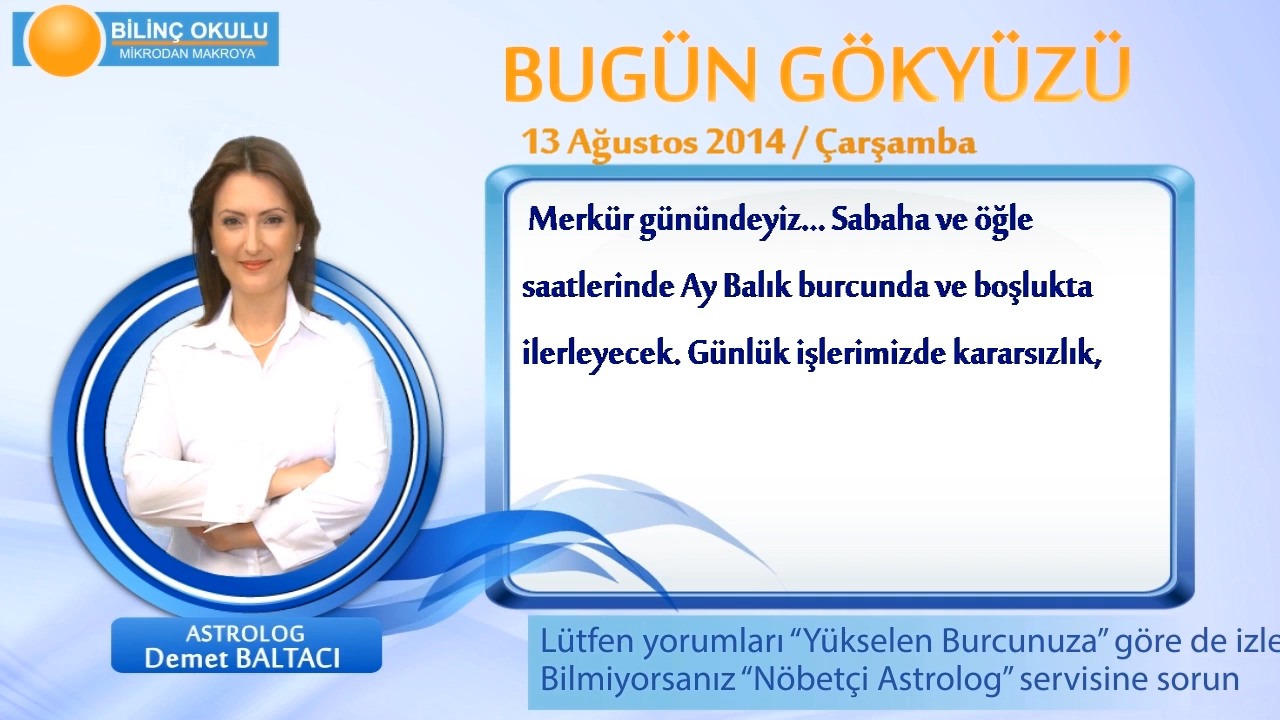 BİLİNÇ OKULU
MİKRODAN MAKROYA
BUGÜN GÖKYÜZÜ
13 Ağustos 2014 / Çarşamba
Merkür günündeyiz... Sabaha ve öğle
saatlerinde Ay Balık burcunda ve boşlukta
ilerleyecek. Günlük işlerimizde kararsızlık,
ASTROLOG
Demet BALTACI
Lütfen yorumları “Yükselen Burcunuza” göre de izle
Bilmiyorsanız “Nöbetçi Astrolog” servisine sorun